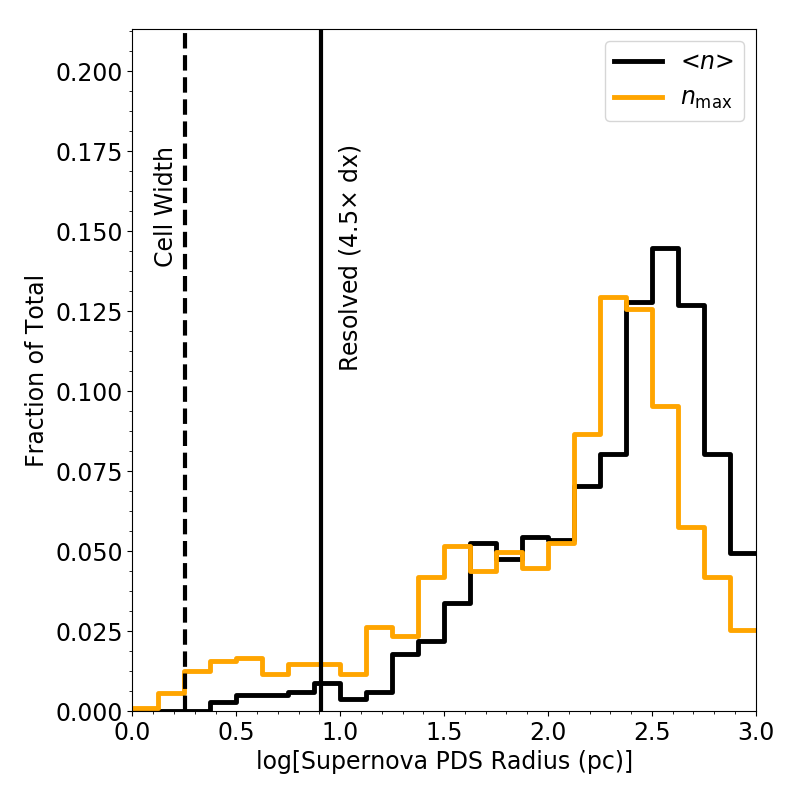 <n>
n_max
Cell Width
Resolved (4.5× dx)
Fraction of Total
0.200
0.175
0.150
0.125
0.100
0.075
0.050
0.025
0.000
0.0 0.5 1.0 1.5 2.0 2.5 3.0
log[Supernova PDS Radius (pc)]